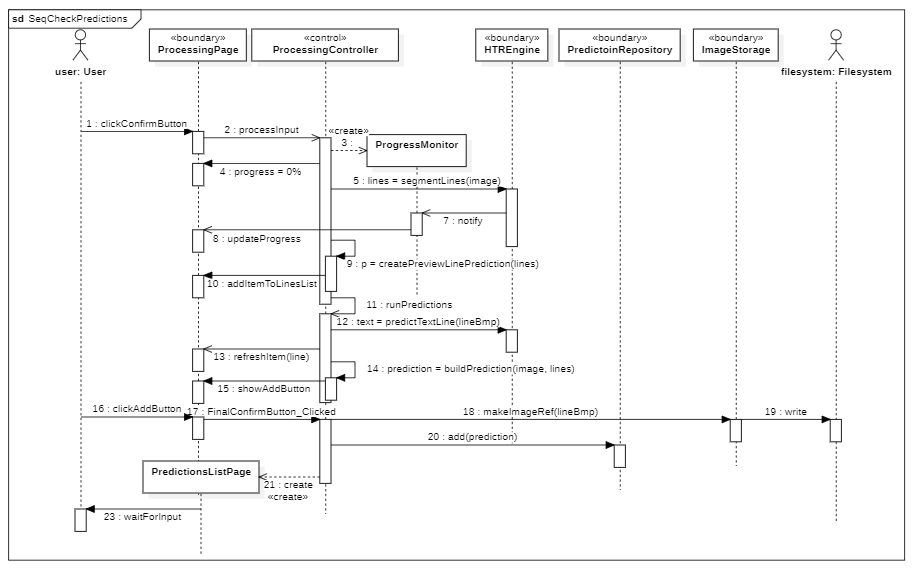 sd SeqCheckPredictions
«boundary»
ProcessingPage
«control»
ProcessingController
«boundary»
HTREngine
«boundary»
PredictoinRepository
«boundary»
ImageStorage
user: User
filesystem: Filesystem
1 : clickConfirmButton
2 : processInput
«create»
3 :
ProgressMonitor
4 : progress = 0%
5 : lines = segmentLines(image)
7 : notify
8 : updateProgress
9 : p = createPreviewLinePrediction(lines)
10 : addItemToLinesList
11 : runPredictions
12 : text = predictTextLine(lineBmp)
13 : refreshItem(line)
14 : prediction = buildPrediction(image, lines)
15 : showAddButton
16 : clickAddButton
17 : FinalConfirmButton_Clicked
18 : makeImageRef(lineBmp)
19 : write
20 : add(prediction)
PredictionsListPage
21 : create
«create»
23 : waitForInput